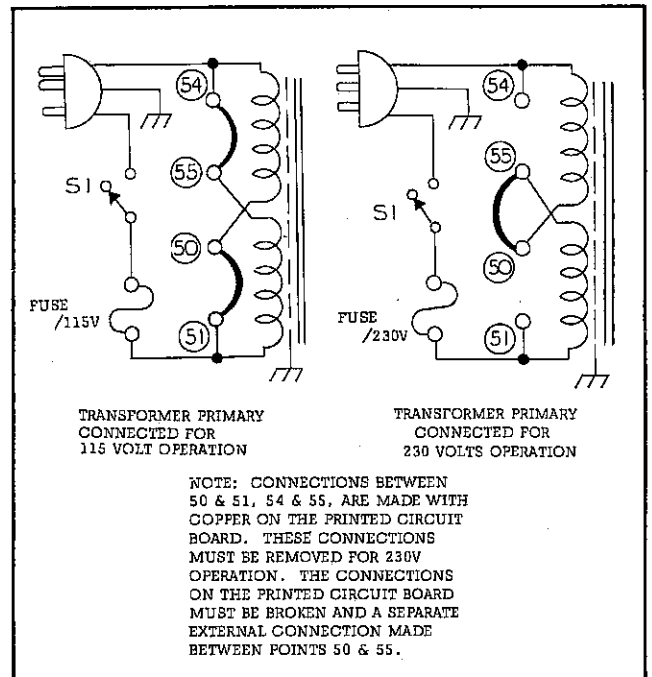 54
55
50
51
S1
FUSE
/115V
TRANSFORMER PRIMARY
CONNECTED FOR
115 VOLT OPERATION
54
55
50
51
S1
FUSE
/230V
TRANSFORMER PRIMARY
CONNECTED FOR
230 VOLTS OPERATION
NOTE: CONNECTIONS BETWEEN
50 & 51, 54 & 55, ARE MADE WITH
COPPER ON THE PRINTED CIRCUIT
BOARD. THESE CONNECTIONS
MUST BE REMOVED FOR 230V
OPERATION. THE CONNECTIONS
ON THE PRINTED CIRCUIT BOARD
MUST BE BROKEN AND A SEPARATE
EXTERNAL CONNECTION MADE
BETWEEN POINTS 50 & 55.